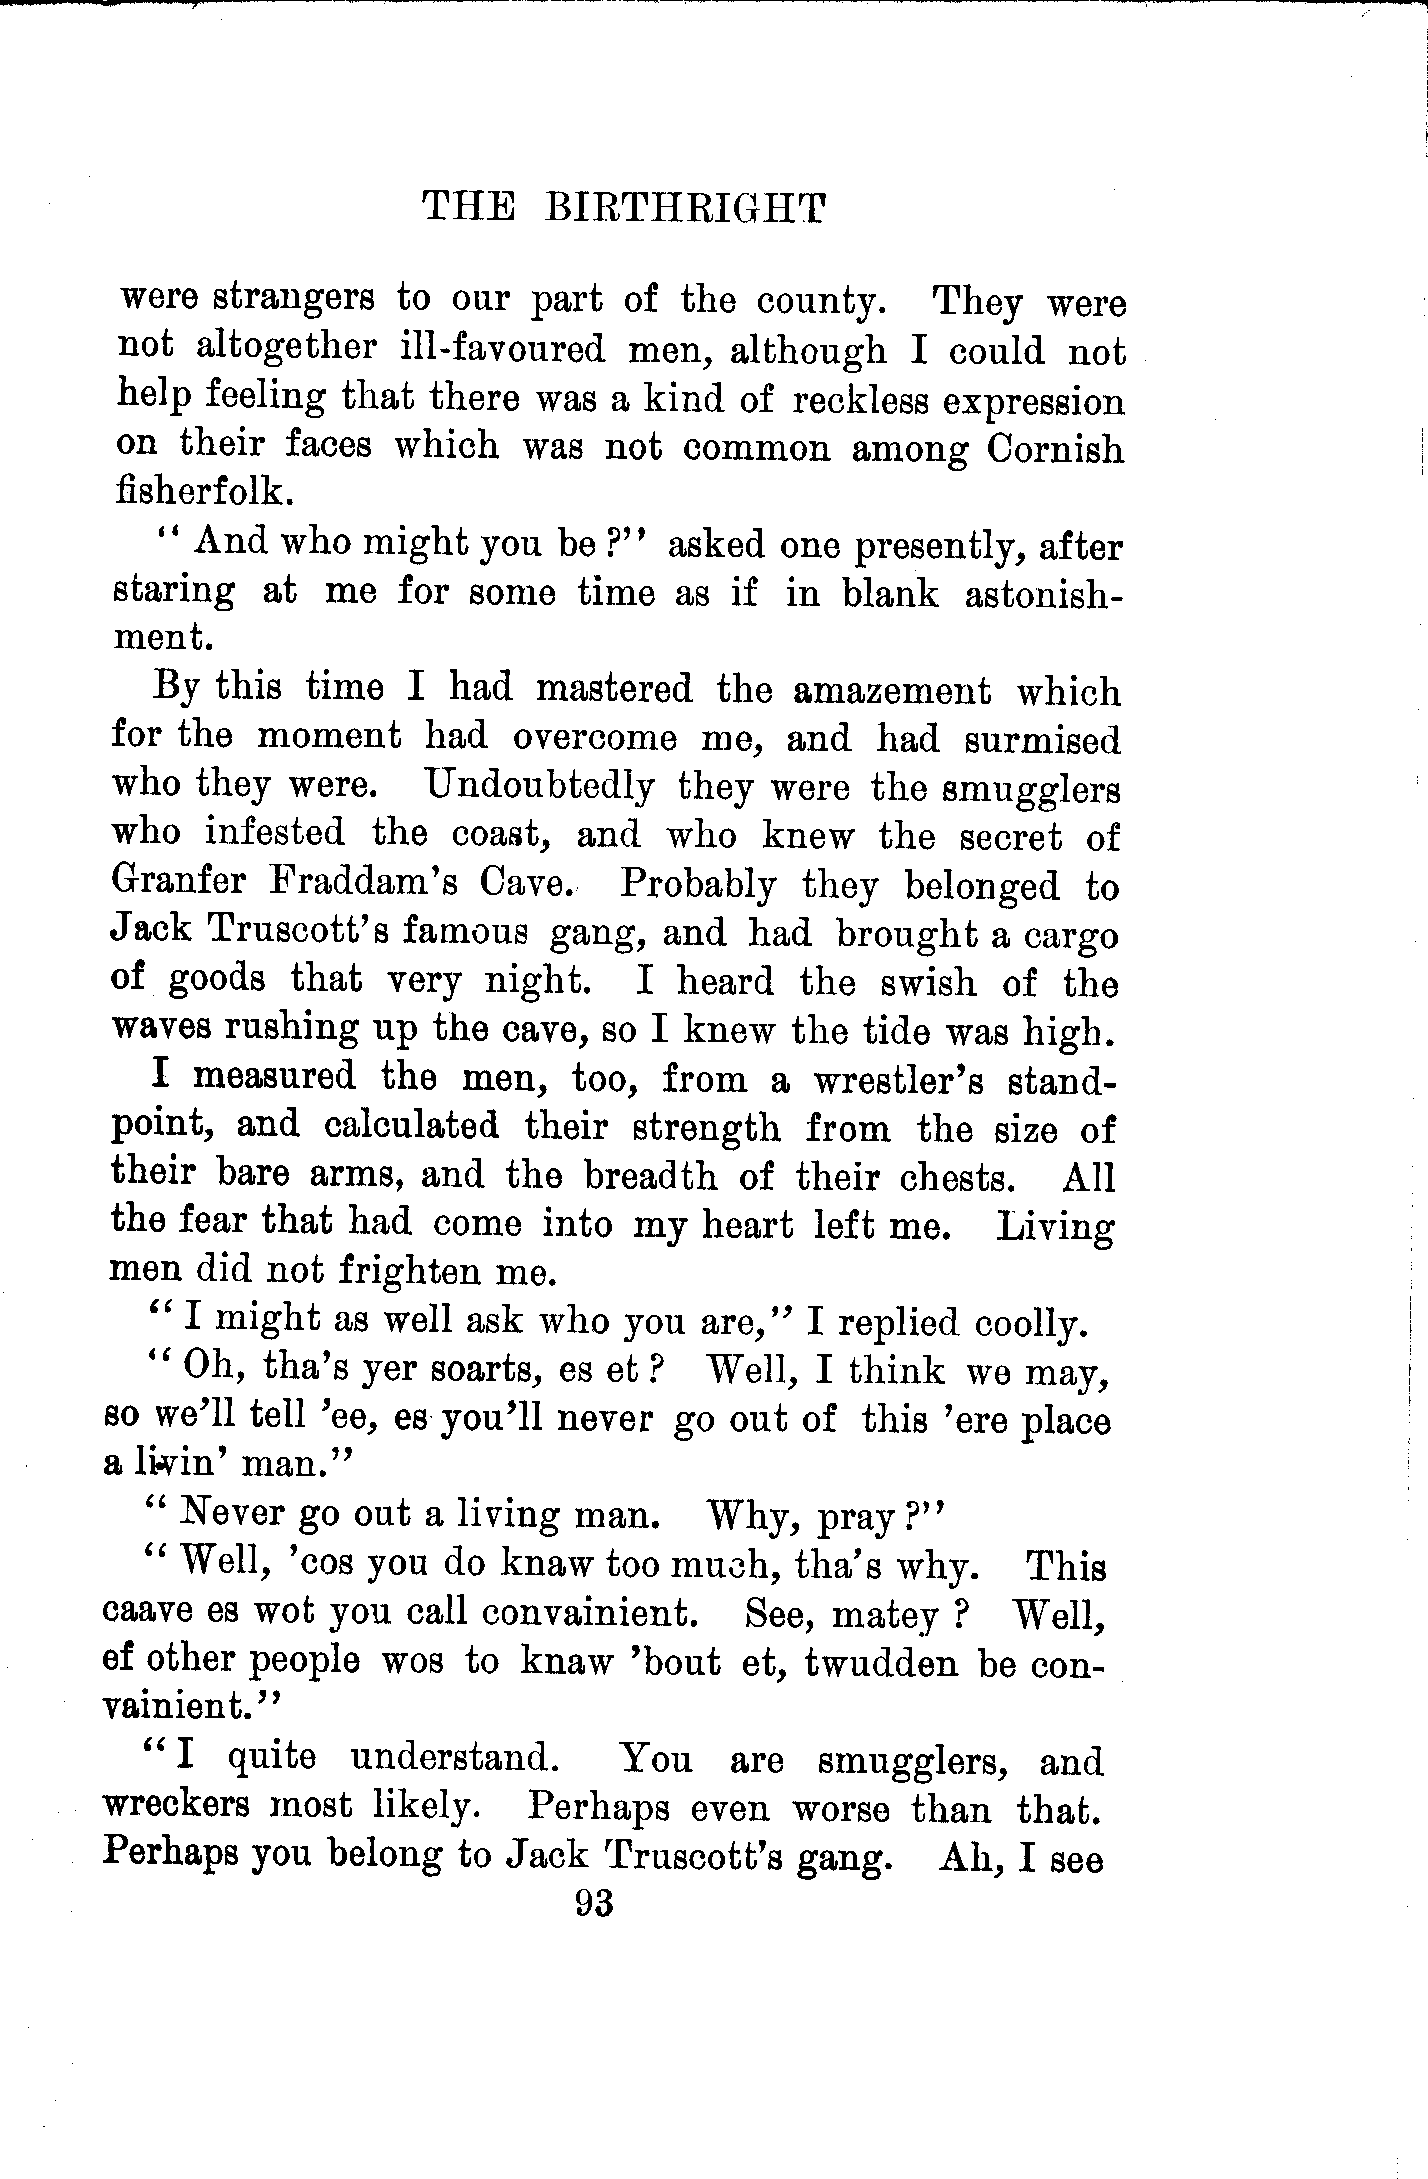 THE BIRTHRIGHT
were strangers to our part of the county. They were
not altogether ill-favoured men, although I could not
help feeling that there was a kind of reckless expression
on their faces which was not common among Cornish
fisherfolk.
"And who might you be?" asked one presently, after
staring at me for some time as if in blank astonish-
ment.
By this time I had mastered the amazement which
for the moment had overcome me, and had surmised
who they were. Undoubtedly they were the smugglers
who infested the coast, and who knew the secret of
Granfer Fraddam's Cave. Probably they belonged to
Jack Truscott's famous gang, and had brought a cargo
of goods that very night. I heard the swish of the
waves rushing up the cave, so I knew the tide was high.
I measured the men, too, from a wrestler's stand-
point, and calculated their strength from the size of
their bare arms, and the breadth of their chests. All
the fear that had come into my heart left me. Living
men did not frighten me.
"I might as well ask who you are," I replied coolly.
"Oh, tha's yer soarts, es et? Well, I think we may,
so we'll tell 'ee, es you'll never go out of this 'ere place
a livin' man."
"Never go out a living man. Why, pray?"
"Well, 'cos you do knaw too much, tha's why. This
caave es wot you call convainient. See, matey? Well,
ef other people wos to knaw 'bout et, twudden be con-
vainient."
"I quite understand. You are smugglers, and
wreckers most likely. Perhaps even worse than that.
Perhaps you belong to Jack Truscott's gang. Ah, I see
93